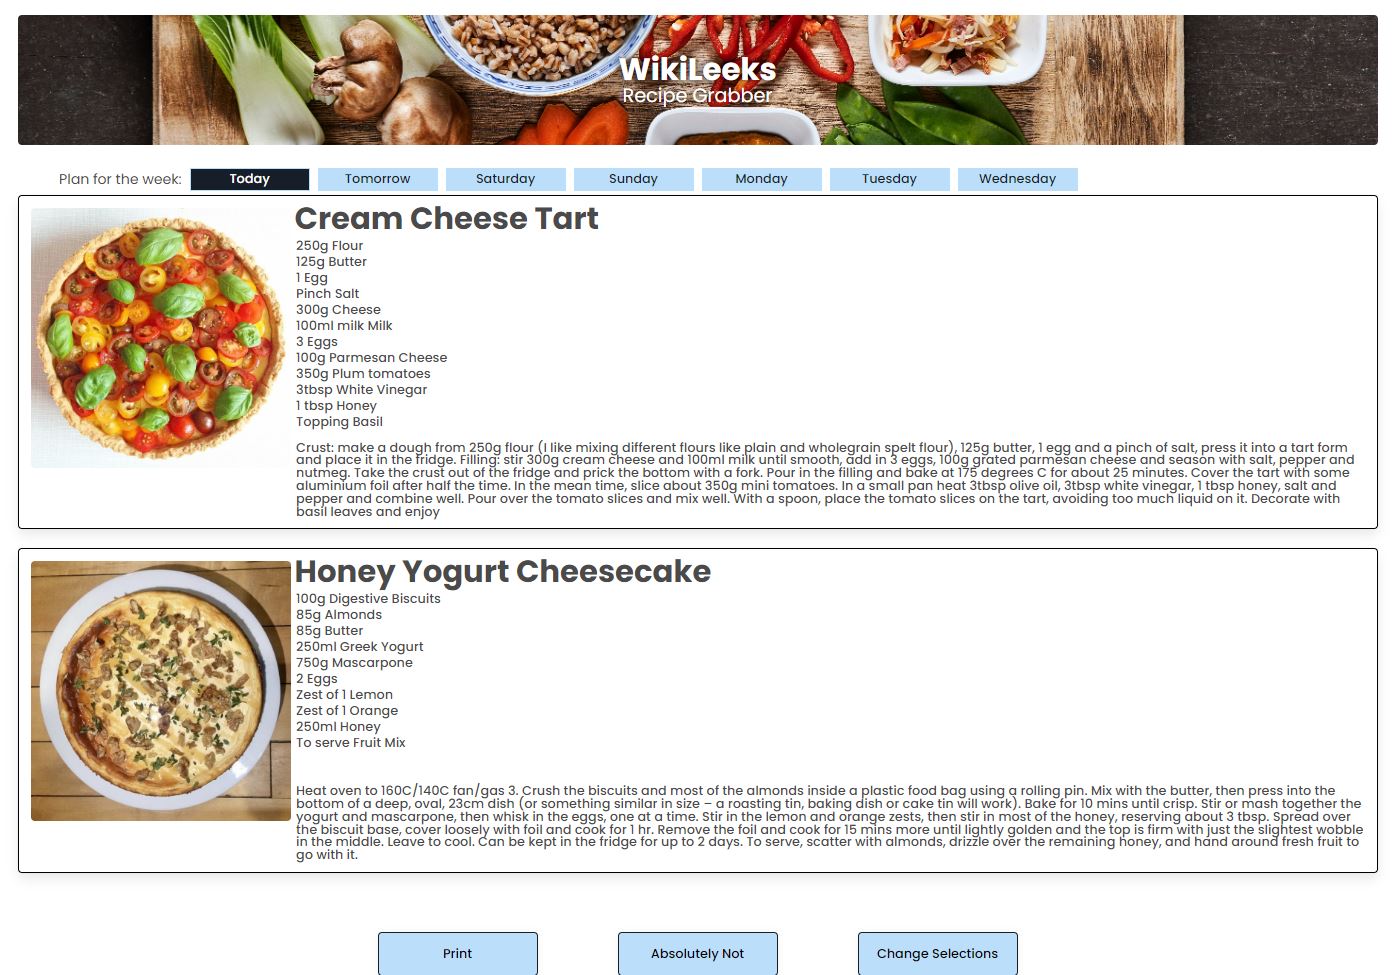 WikiLeeks
Recipe Grabber
Plan for the week: Today Tomorrow Saturday Sunday Monday Tuesday Wednesday
Cream Cheese Tart
250g Flour
125g Butter
1 Egg
Pinch Salt
300g Cheese
100ml milk Milk
3 Eggs
100g Parmesan Cheese
350g Plum tomatoes
3tbsp White Vinegar
1 tbsp Honey
Topping Basil
Crust: make a dough from 250g flour (I like mixing different flours like plain and wholegrain spelt flour), 125g butter, 1 egg and a pinch of salt, press it into a tart form
and place it in the fridge. Filling: stir 300g cream cheese and 100ml milk until smooth, add in 3 eggs, 100g grated parmesan cheese and season with salt, pepper and
nutmeg. Take the crust out of the fridge and prick the bottom with a fork. Pour in the filling and bake at 175 degrees C for about 25 minutes. Cover the tart with some
aluminium foil after half the time. In the mean time, slice about 350g mini tomatoes. In a small pan heat 3tbsp olive oil, 3tbsp white vinegar, 1 tbsp honey, salt and
pepper and combine well. Pour over the tomato slices and mix well. With a spoon, place the tomato slices on the tart, avoiding too much liquid on it. Decorate with
basil leaves and enjoy
Honey Yogurt Cheesecake
100g Digestive Biscuits
85g Almonds
85g Butter
250ml Greek Yogurt
750g Mascarpone
2 Eggs
Zest of 1 Lemon
Zest of 1 Orange
250ml Honey
To serve Fruit Mix
Heat oven to 160C/140C fan/gas 3. Crush the biscuits and most of the almonds inside a plastic food bag using a rolling pin. Mix with the butter, then press into the
bottom of a deep, oval, 23cm dish (or something similar in size – a roasting tin, baking dish or cake tin will work). Bake for 10 mins until crisp. Stir or mash together the
yogurt and mascarpone, then whisk in the eggs, one at a time. Stir in the lemon and orange zests, then stir in most of the honey, reserving about 3 tbsp. Spread over
the biscuit base, cover loosely with foil and cook for 1 hr. Remove the foil and cook for 15 mins more until lightly golden and the top is firm with just the slightest wobble
in the middle. Leave to cool. Can be kept in the fridge for up to 2 days. To serve, scatter with almonds, drizzle over the remaining honey, and hand around fresh fruit to
go with it.
Print Absolutely Not Change Selections